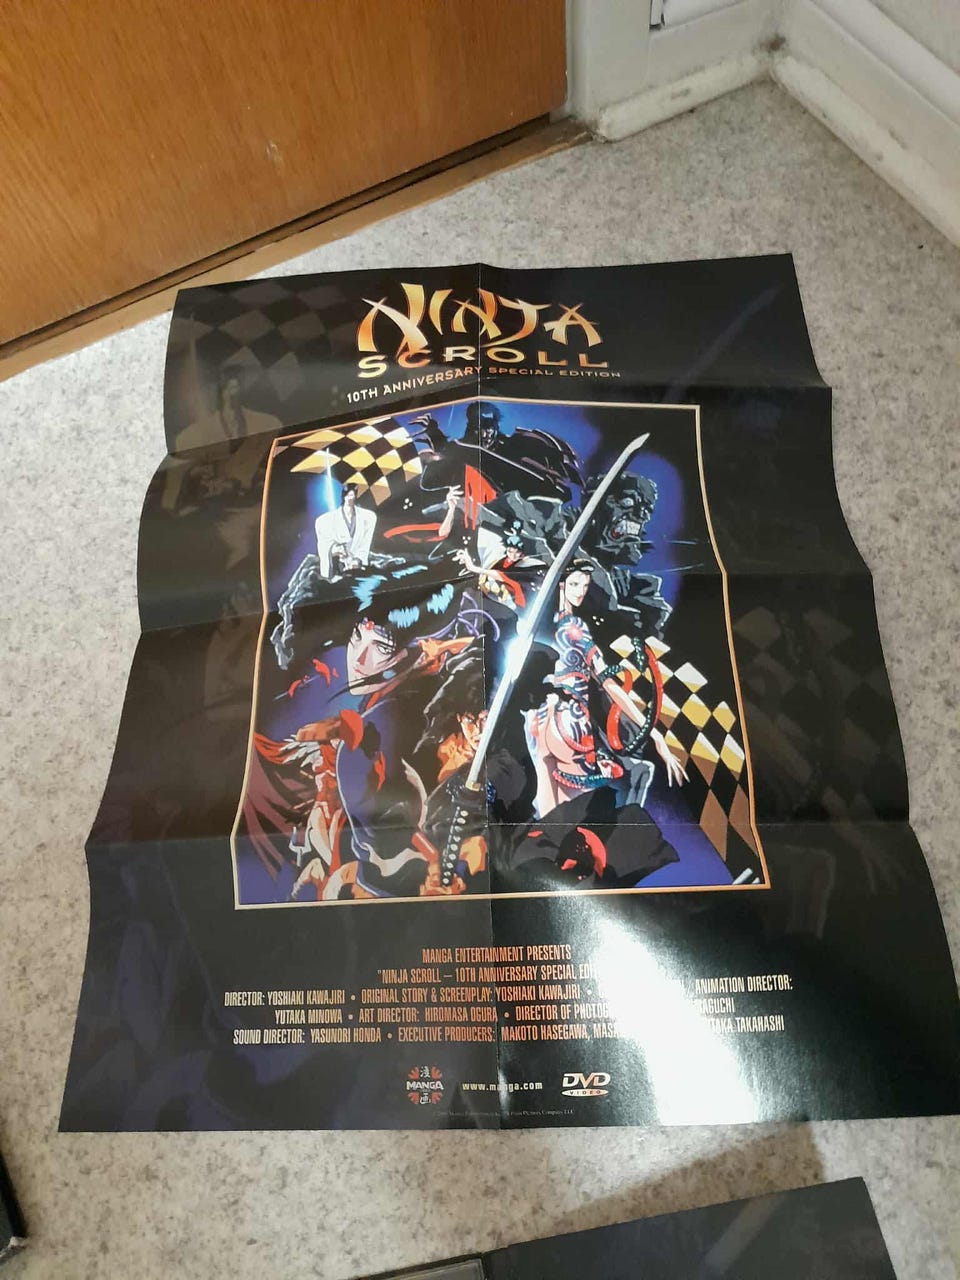 NINJA
SCROLL
10TH ANNIVERSARY SPECIAL EDITION
MANGA ENTERTAINMENT PRESENTS
"NINJA SCROLL – 10TH ANNIVERSARY SPECIAL
DIRECTOR: YOSHIAKI KAWAJIRI • ORIGINAL STORY & SCREENPLAY: YOSHIAKI KAWAJIRI • ANIMATION DIRECTOR:
YUTAKA MINOWA • ART DIRECTOR: HIROMASA OGURA • DIRECTOR OF
SOUND DIRECTOR: YASUNORI HONDA • EXECUTIVE PRODUCERS: MAKOTO HASEGAWA, TAKAHASHI
MANGA
www.manga.com
DVD
VIDEO